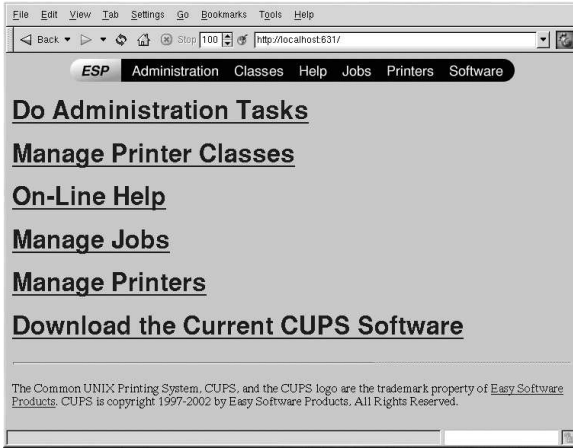 File Edit View Tab Settings Go Bookmarks Tools Help
Back Stop 100 http://localhost:631/
ESP Administration Classes Help Jobs Printers Software
Do Administration Tasks
Manage Printer Classes
On-Line Help
Manage Jobs
Manage Printers
Download the Current CUPS Software
The Common UNIX Printing System, CUPS, and the CUPS logo are the trademark property of Easy Software
Products. CUPS is copyright 1997-2002 by Easy Software Products, All Rights Reserved.